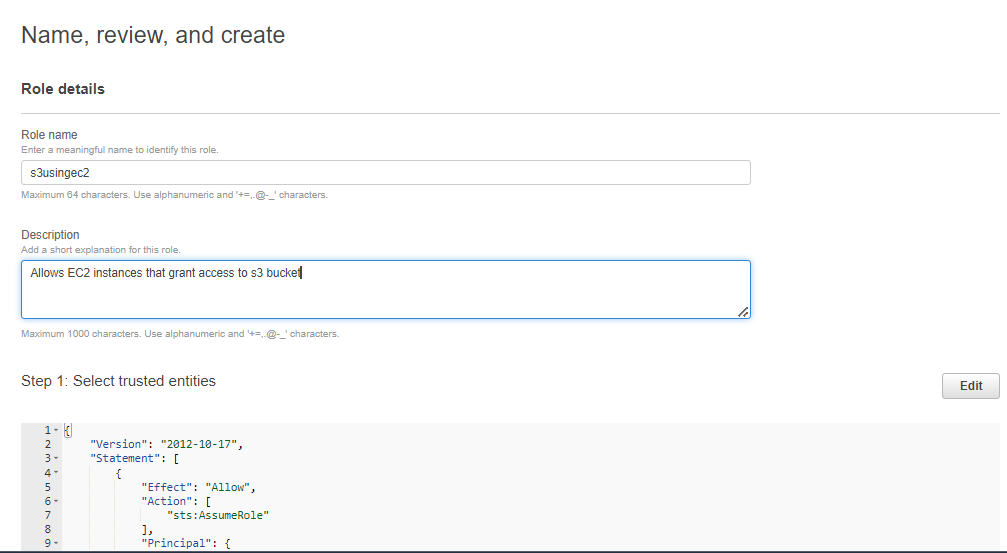 Name, review, and create
Role details
Role name
Enter a meaningful name to identify this role.
s3usingec2
Maximum 64 characters. Use alphanumeric and '+=,.@-_' characters.
Description
Add a short explanation for this role.
Allows EC2 instances that grant access to s3 bucket
Maximum 1000 characters. Use alphanumeric and '+=,.@-_' characters.
Step 1: Select trusted entities
Edit
1 {
2 "Version": "2012-10-17",
3 "Statement": [
4 {
5 "Effect": "Allow",
6 "Action": [
7 "sts:AssumeRole"
8 ],
9 "Principal": {